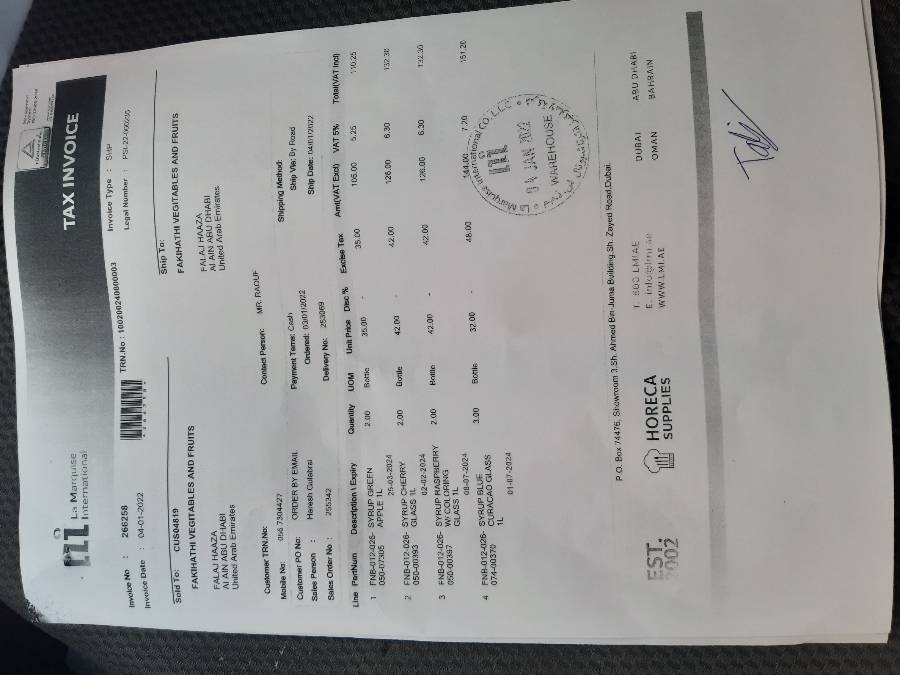 La Marquise
International
TAX INVOICE
Invoice No : 266258
Invoice Date : 04-01-2022
TRN.No : 100200240800003
Invoice Type : SHP
Legal Number :
Sold To: CUS04819
FAKIHATHI VEGITABLES AND FRUITS
FALAJ HAAZA
Al AIN ABU DHABI
United Arab Emirates
Ship To:
FAKIHATHI VEGITABLES AND FRUITS
FALAJ HAAZA
Al AIN ABU DHABI
United Arab Emirates
Customer TRN.No:
Mobile No: 056 7304427
Contact Person: MR. RAOUF
Customer PO No: ORDER BY EMAIL
Payment Tems: Cash
Shipping Method:
Sales Person :
Ordered: 03/01/2022
Ship Via: By Road
Sales Order No : 255342
Delivery No: 253069
Ship Date: 04/01/2022
Line PartNum Description \ Expiry Quantity UOM Unit Price Disc % Excise Tax Amt(VAT Excl) VAT 5% Total(VAT Incl)
1 FNB-012-026- SYRUP GREEN 2.00 Bottle 35.00 - 35.00 105.00 5.25 110.25
050-07305 APPLE 1L
25-03-2024
2 FNB-012-026- SYRUP CHERRY 2.00 Bottle 42.00 - 42.00 126.00 6.30 132.30
050-00393 GLASS 1L
02-02-2024
3 FNB-012-026- SYRUP RASPBERRY 2.00 Bottle 42.00 - 42.00 126.00 6.30 132.30
050-00387 W/ COLORING
GLASS 1L
08-07-2024
4 FNB-012-026- SYRUP BLUE 3.00 Bottle 32.00 48.00 144.00 7.20 151.20
074-00370 CURACAO GLASS
1L
01-07-2024
La Marquise International CO. LLC
04 JAN 2022
WAREHOUSE
P.O. Box 74476, Showroom 3,Sh. Ahmed Bin Juma Building,Sh. Zayed Road,Dubai.
EST.
2002
HORECA
SUPPLIES
T. 800 LMI.AE
E. info@lmi.ae
WWW.LMI.AE
DUBAI ABU DHABI
OMAN BAHRAIN